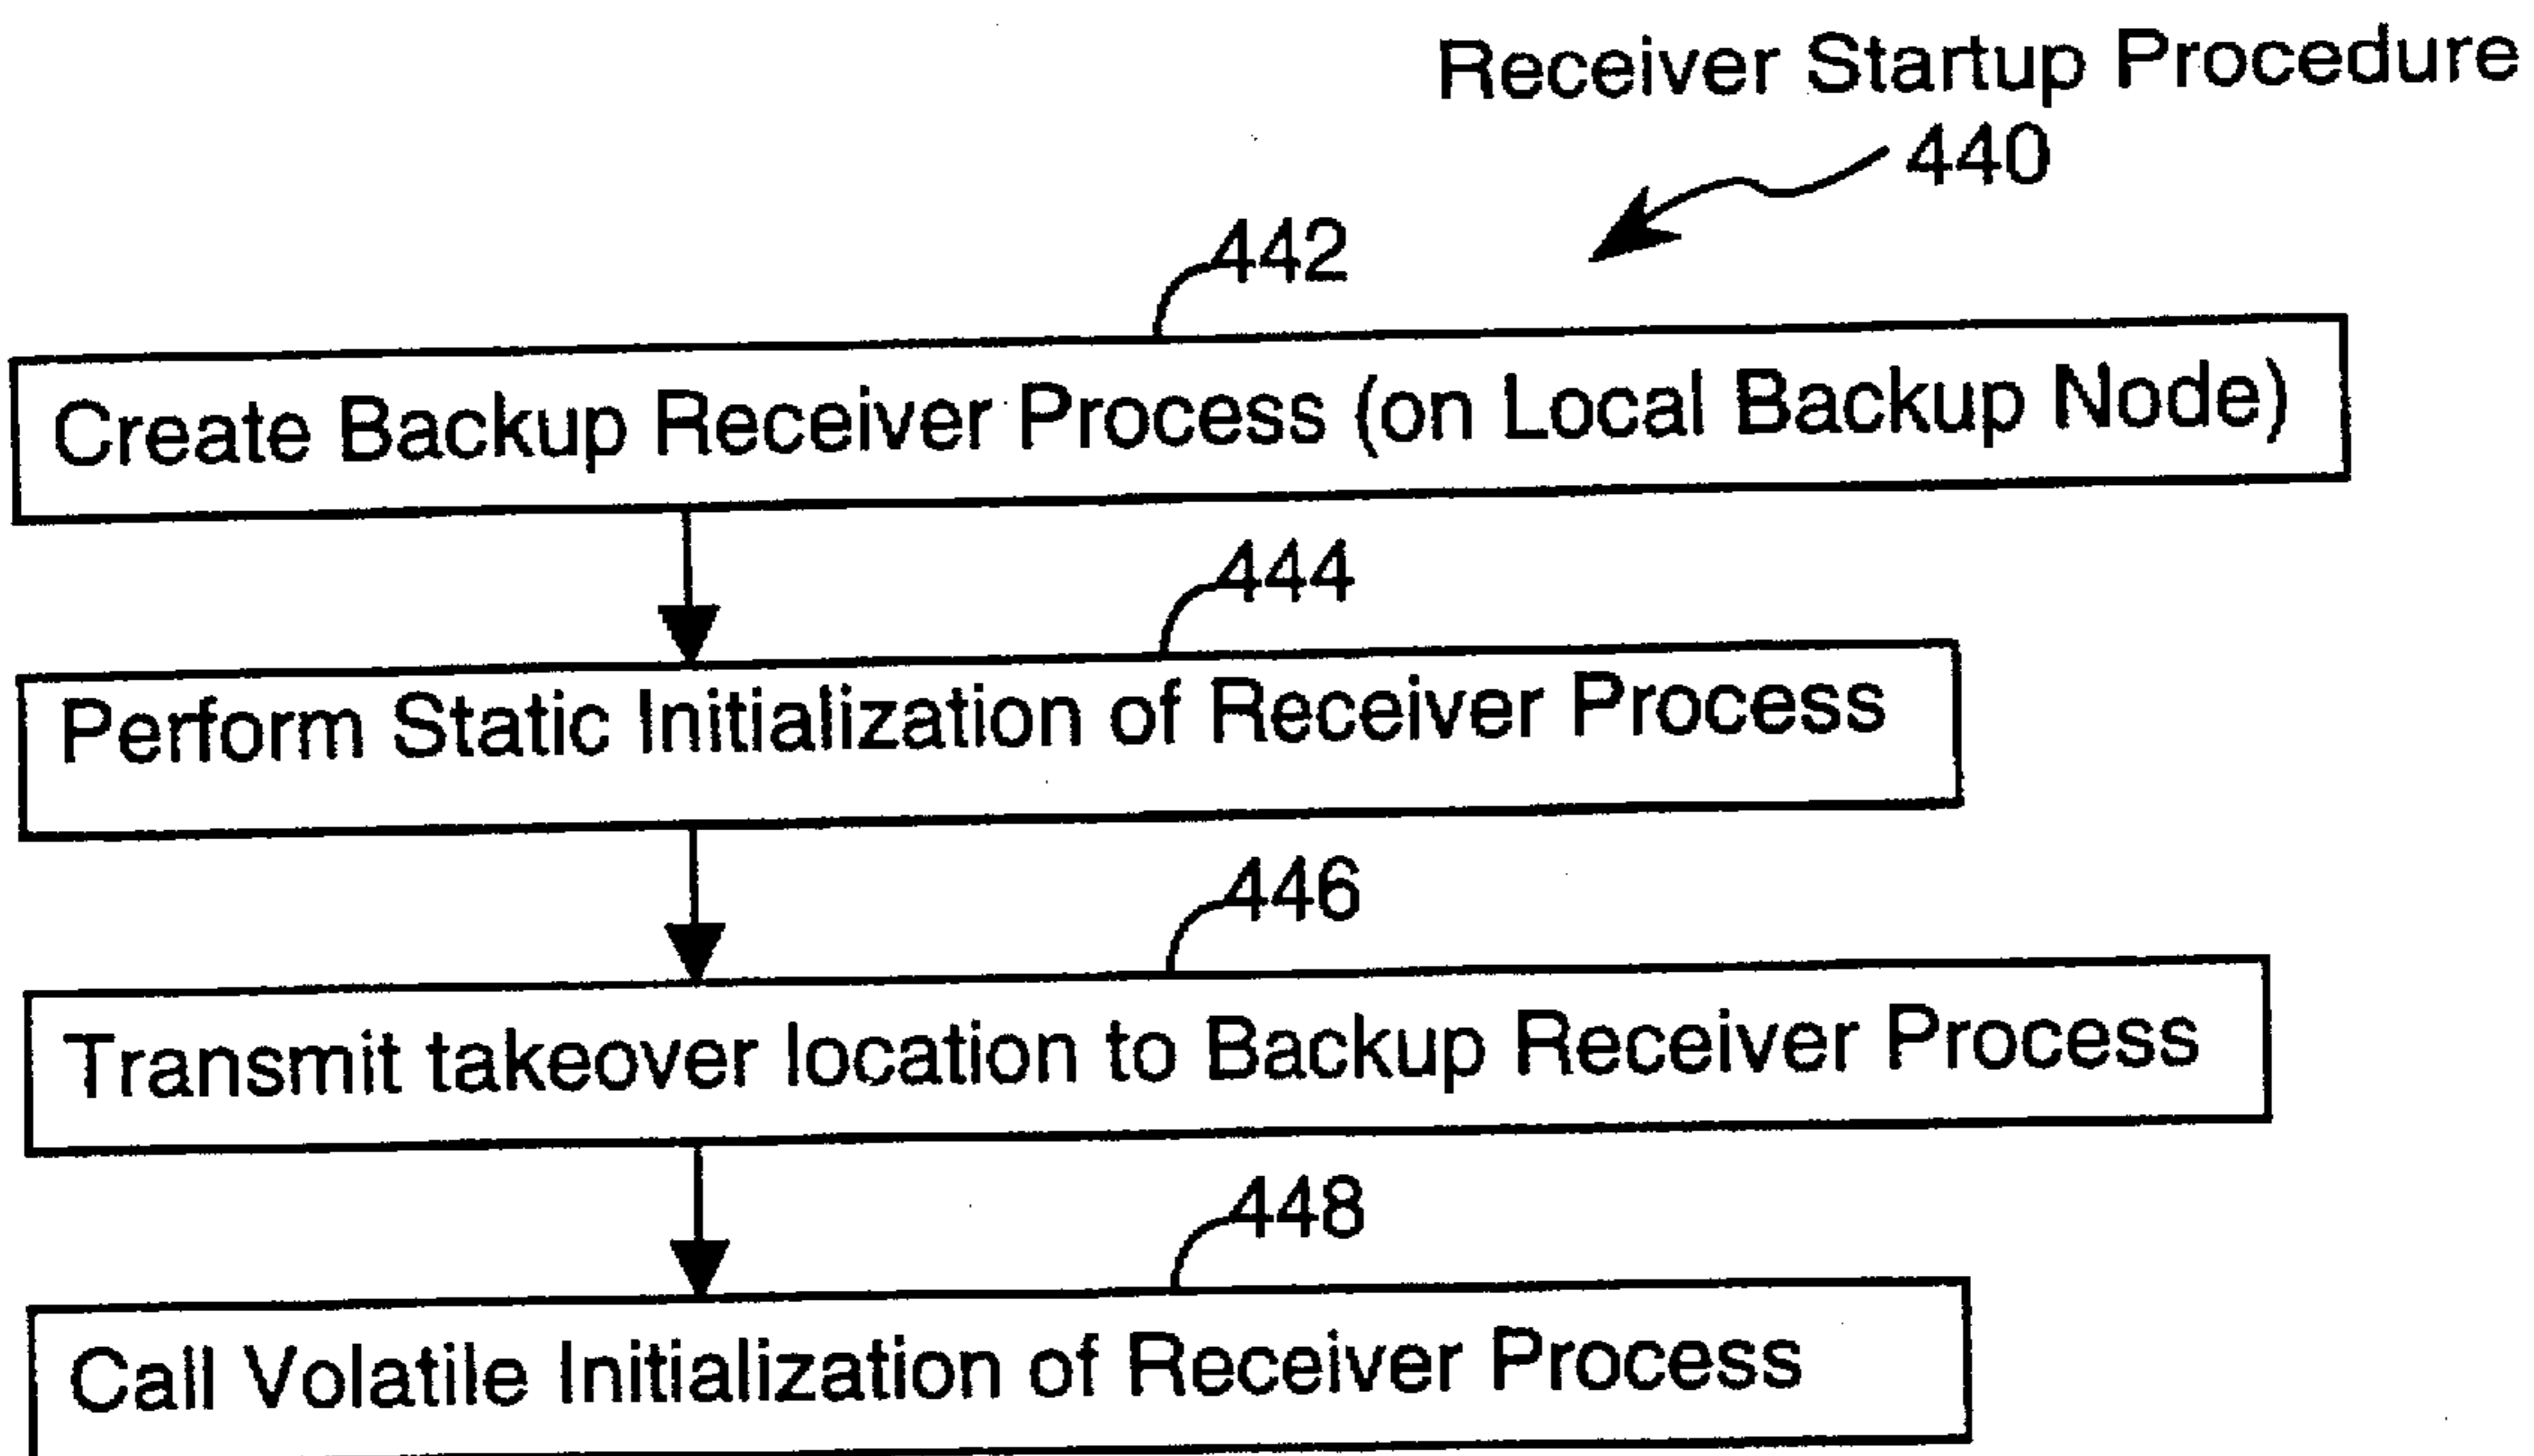 Receiver Startup Procedure
440
442
Create Backup Receiver Process (on Local Backup Node)
444
Perform Static Initialization of Receiver Process
446
Transmit takeover location to Backup Receiver Process
448
Call Volatile Initialization of Receiver Process